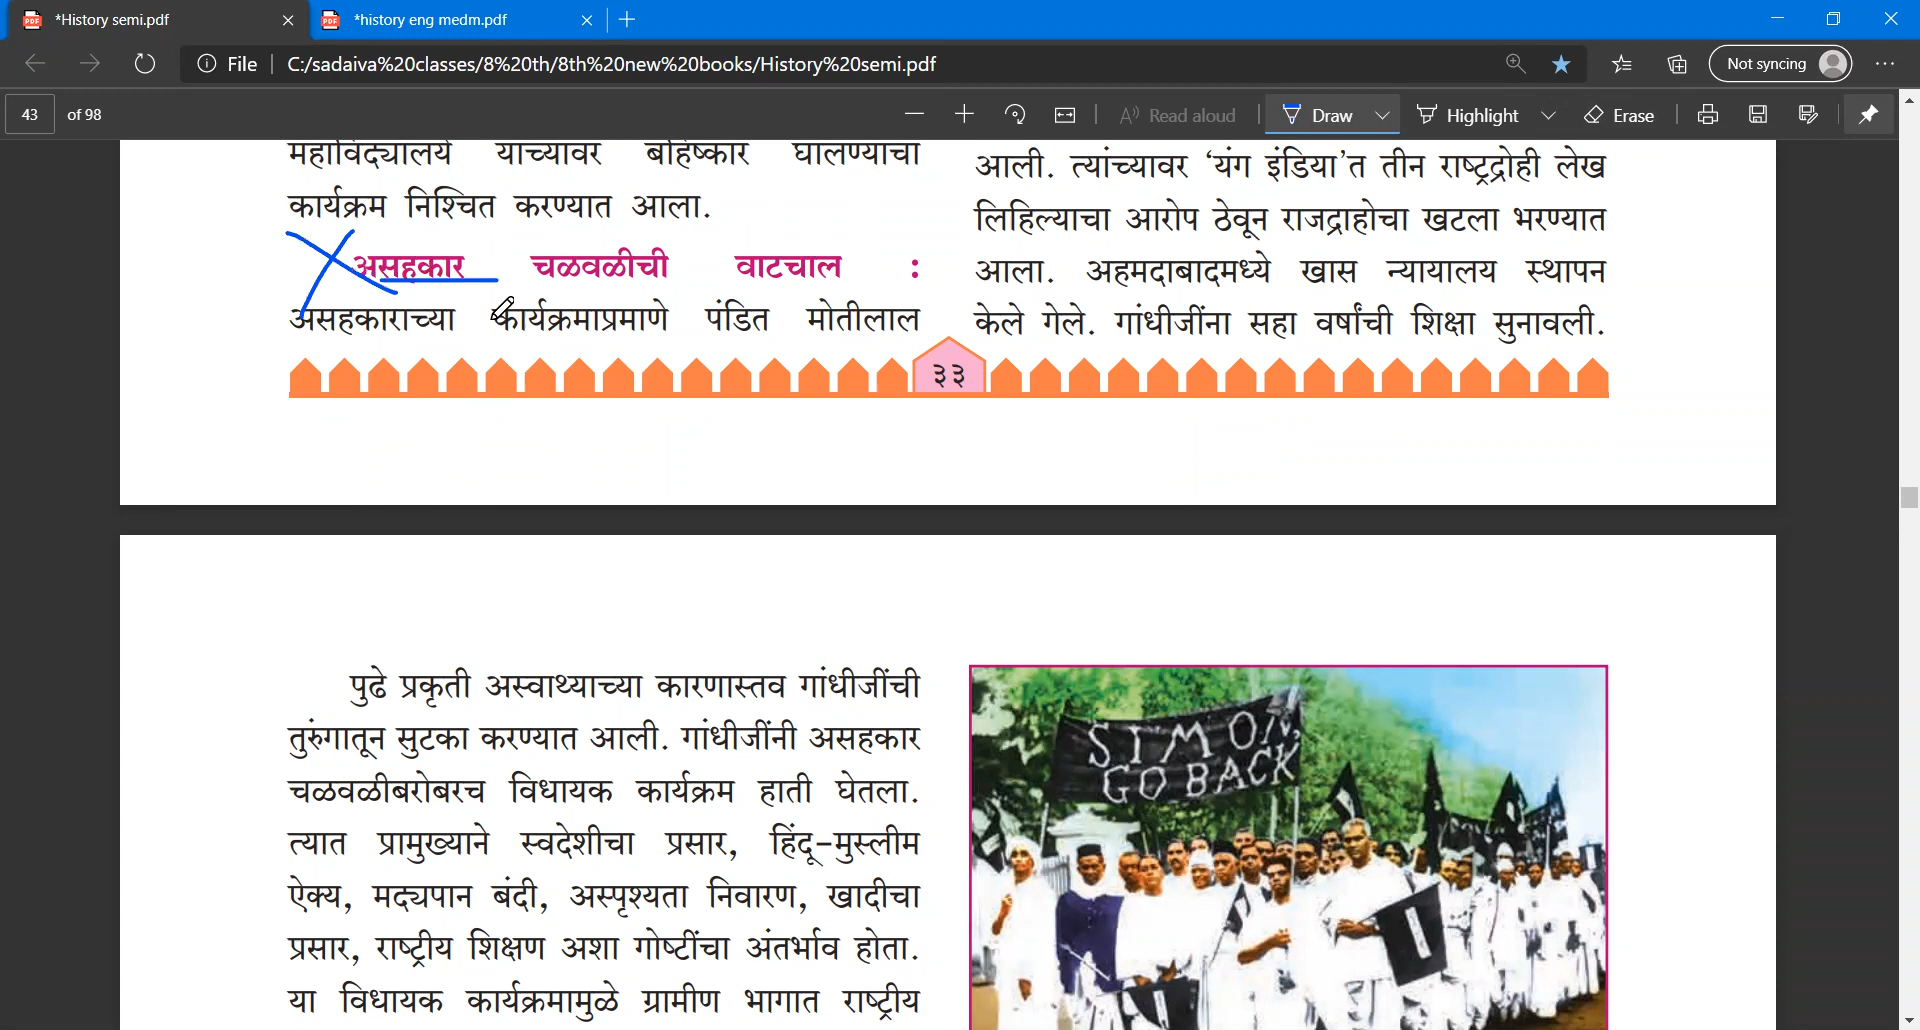 *History semi.pdf
*history eng medm.pdf
File
C:/sadaiva%20classes/8%20th/8th%20new%20books/History%20semi.pdf
Not syncing
43 of 98
Read aloud
Draw
Highlight
Erase
महाविद्यालये यांच्यावर बहिष्कार घालण्याचा
कार्यक्रम निश्चित करण्यात आला.
असहकार चळवळीची वाटचाल :
असहकाराच्या कार्यक्रमाप्रमाणे पंडित मोतीलाल
आली. त्यांच्यावर ‘यंग इंडिया’त तीन राष्ट्रद्रोही लेख
लिहिल्याचा आरोप ठेवून राजद्रोहाचा खटला भरण्यात
आला. अहमदाबादमध्ये खास न्यायालय स्थापन
केले गेले. गांधीजींना सहा वर्षांची शिक्षा सुनावली.
३३
पुढे प्रकृती अस्वाथ्याच्या कारणास्तव गांधीजींची
तुरुंगातून सुटका करण्यात आली. गांधीजींनी असहकार
चळवळीबरोबरच विधायक कार्यक्रम हाती घेतला.
त्यात प्रामुख्याने स्वदेशीचा प्रसार, हिंदू-मुस्लीम
ऐक्य, मद्यपान बंदी, अस्पृश्यता निवारण, खादीचा
प्रसार, राष्ट्रीय शिक्षण अशा गोष्टींचा अंतर्भाव होता.
या विधायक कार्यक्रमामुळे ग्रामीण भागात राष्ट्रीय
SIMON,
GO BACK